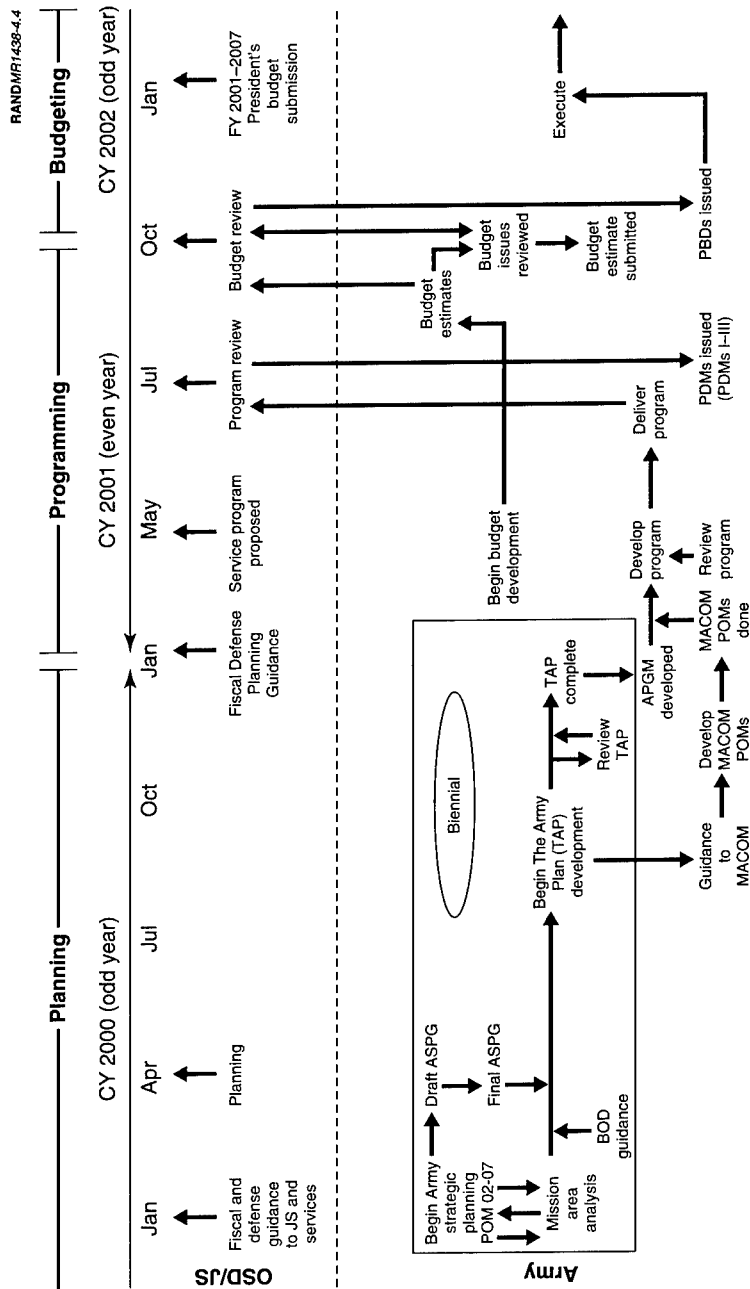 RANDMR1438-4.4
Planning
Programming
Budgeting
CY 2000 (odd year)
CY 2001 (even year)
CY 2002 (odd year)
Jan
Apr
Jul
Oct
Jan
May
Jul
Oct
Jan
OSD/JS
Fiscal and
defense
guidance
to JS and
services
Planning
Fiscal Defense
Planning
Guidance
Service program
proposed
Program review
Budget review
FY 2001–2007
President's
budget
submission
Army
Begin Army
strategic
planning
POM 02-07
Mission
area
analysis
Draft ASPG
Final ASPG
BOD
guidance
Biennial
Begin The Army
Plan (TAP)
development
Review
TAP
TAP
complete
Guidance
to
MACOM
Develop
MACOM
POMs
MACOM
POMs
done
APGM
developed
Develop
program
Review
program
Deliver
program
Begin budget
development
Budget
estimates
Budget
issues
reviewed
Budget
estimate
submitted
PDMs issued
(PDMs I–III)
PBDs issued
Execute